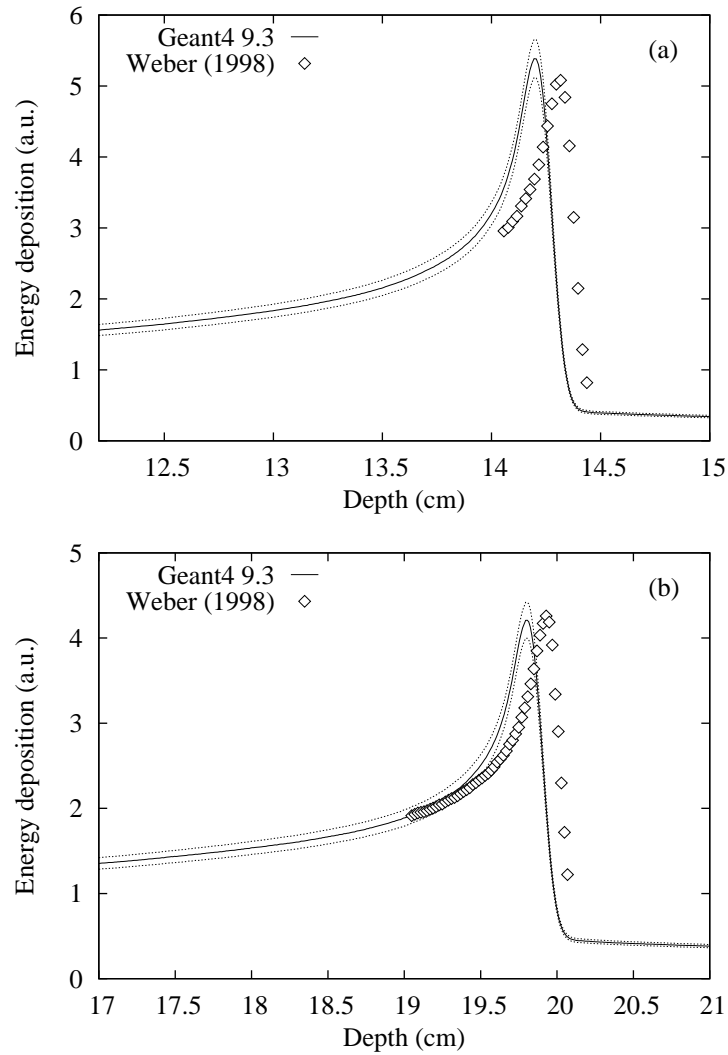 6
5
4
3
2
1
0
Energy deposition (a.u.)
Geant4 9.3
Weber (1998)
(a)
12.5 13 13.5 14 14.5 15
Depth (cm)
5
4
3
2
1
0
Energy deposition (a.u.)
Geant4 9.3
Weber (1998)
(b)
17 17.5 18 18.5 19 19.5 20 20.5 21
Depth (cm)